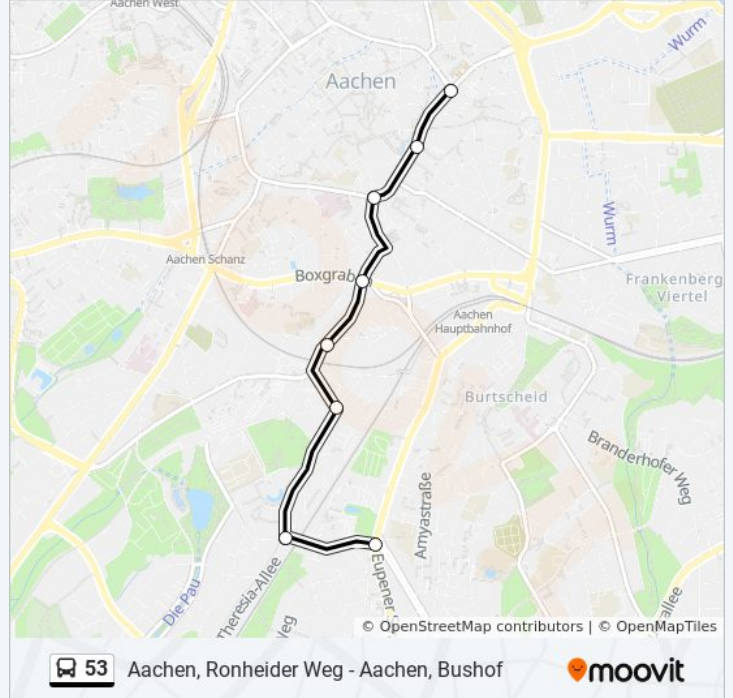 Aachen West
Wurm
Aachen
Wurm
Aachen Schanz
Boxgrab
Frankenberg
Viertel
Aachen
Hauptbahnhof
Burtscheid
Branderhofer Weg
Amyastraße
Theresia-Allee
Eupener
Die Pau
Weg
allee
© OpenStreetMap contributors | © OpenMapTiles
53 Aachen, Ronheider Weg - Aachen, Bushof moovit